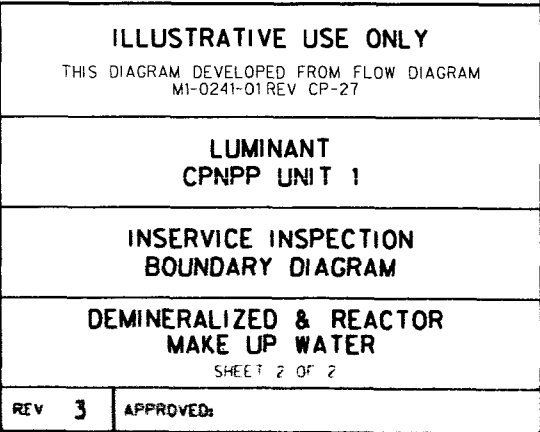 ILLUSTRATIVE USE ONLY
THIS DIAGRAM DEVELOPED FROM FLOW DIAGRAM
M1-0241-01 REV CP-27
LUMINANT
CPNPP UNIT 1
INSERVICE INSPECTION
BOUNDARY DIAGRAM
DEMINERALIZED & REACTOR
MAKE UP WATER
SHEET 2 OF 2
REV 3 APPROVED: